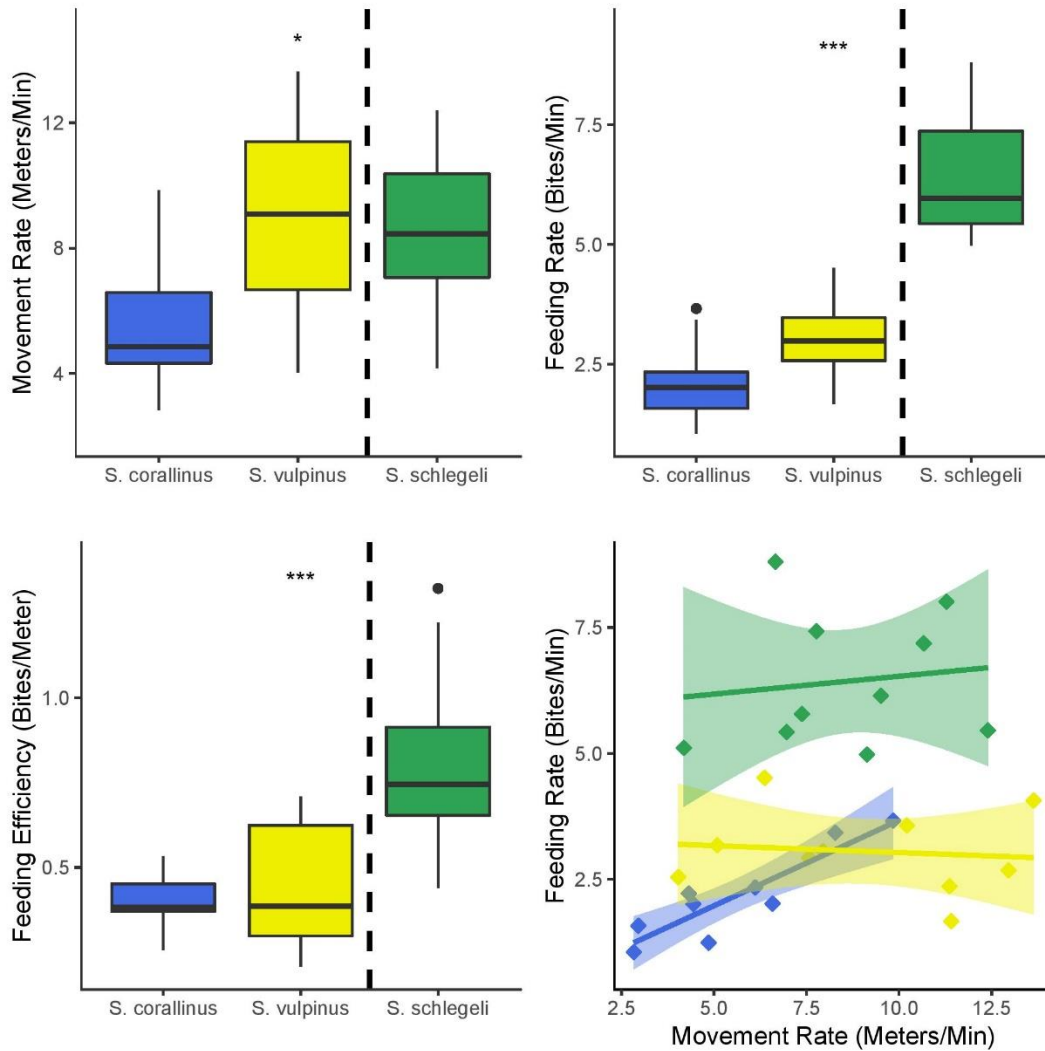 Movement Rate (Meters/Min)
12
8
4
*
S. corallinus S. vulpinus S. schlegeli
Feeding Rate (Bites/Min)
7.5
5.0
2.5
***
S. corallinus S. vulpinus S. schlegeli
Feeding Efficiency (Bites/Meter)
1.0
0.5
***
S. corallinus S. vulpinus S. schlegeli
Feeding Rate (Bites/Min)
7.5
5.0
2.5
2.5 5.0 7.5 10.0 12.5
Movement Rate (Meters/Min)